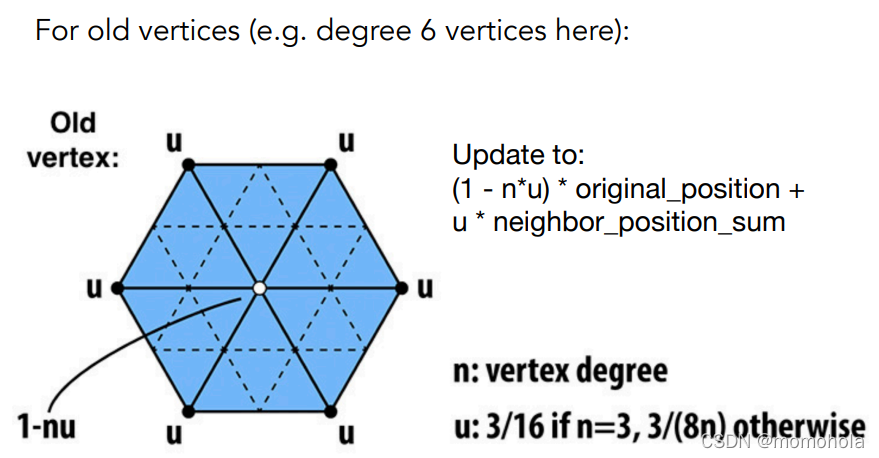 For old vertices (e.g. degree 6 vertices here):
Old
vertex:
u
u
Update to:
(1 - n*u) * original_position +
u * neighbor_position_sum
u
u
n: vertex degree
1-nu
u
u
u: 3/16 if n=3, 3/(8n) otherwise
CSDN @momohola